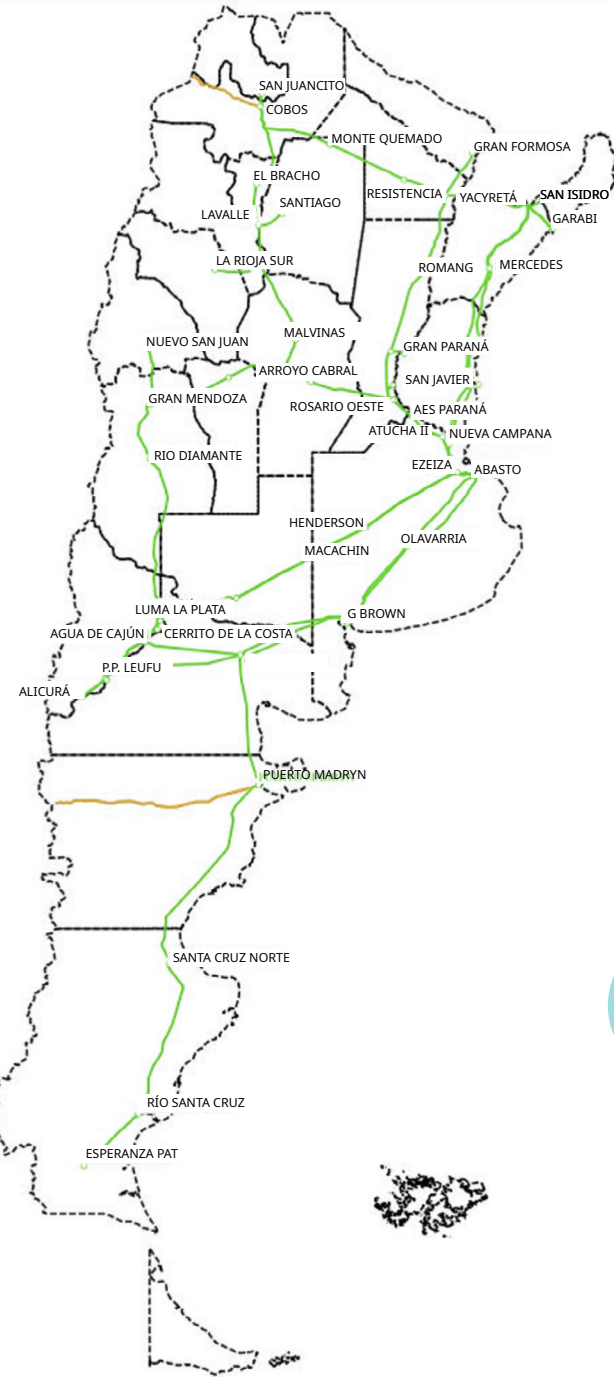 SAN JUANCITO
COBOS
MONTE QUEMADO
GRAN FORMOSA
EL BRACHO
RESISTENCIA
YACYRETÁ
SAN ISIDRO
SANTIAGO
LAVALLE
GARABI
LA RIOJA SUR
ROMANG
MERCEDES
MALVINAS
NUEVO SAN JUAN
GRAN PARANÁ
ARROYO CABRAL
SAN JAVIER
GRAN MENDOZA
ROSARIO OESTE
AES PARANÁ
ATUCHA II
NUEVA CAMPANA
RIO DIAMANTE
EZEIZA
ABASTO
HENDERSON
OLAVARRIA
MACACHIN
LUMA LA PLATA
G BROWN
AGUA DE CAJÚN
CERRITO DE LA COSTA
P.P. LEUFU
ALICURÁ
PUERTO MADRYN
SANTA CRUZ NORTE
RÍO SANTA CRUZ
ESPERANZA PAT